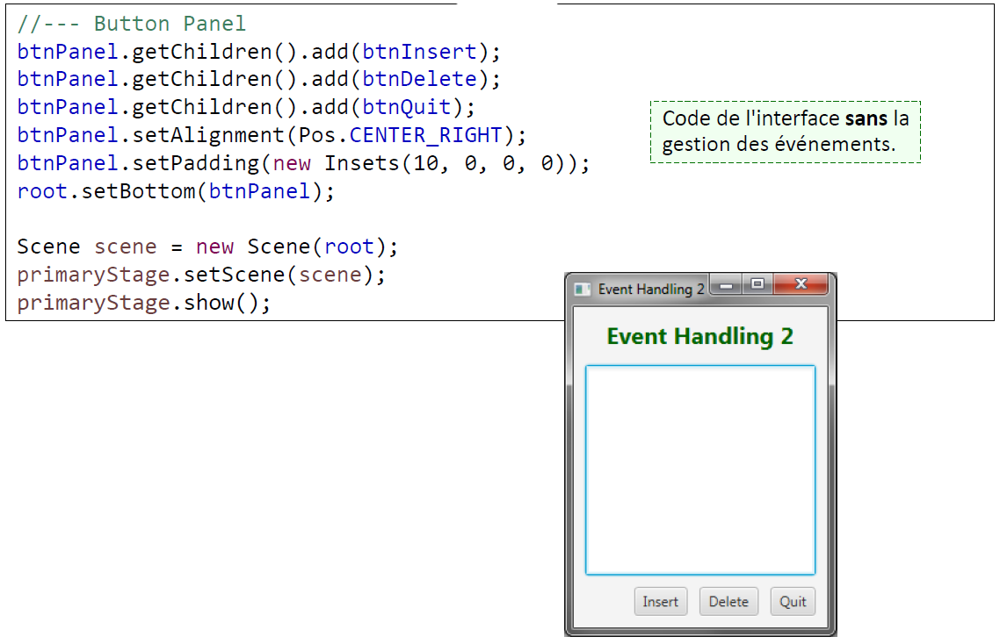 //--- Button Panel
btnPanel.getChildren().add(btnInsert);
btnPanel.getChildren().add(btnDelete);
btnPanel.getChildren().add(btnQuit);
btnPanel.setAlignment(Pos.CENTER_RIGHT);
btnPanel.setPadding(new Insets(10, 0, 0, 0));
root.setBottom(btnPanel);
Scene scene = new Scene(root);
primaryStage.setScene(scene);
primaryStage.show();
Code de l'interface sans la
gestion des événements.
Event Handling 2
Event Handling 2
Insert Delete Quit